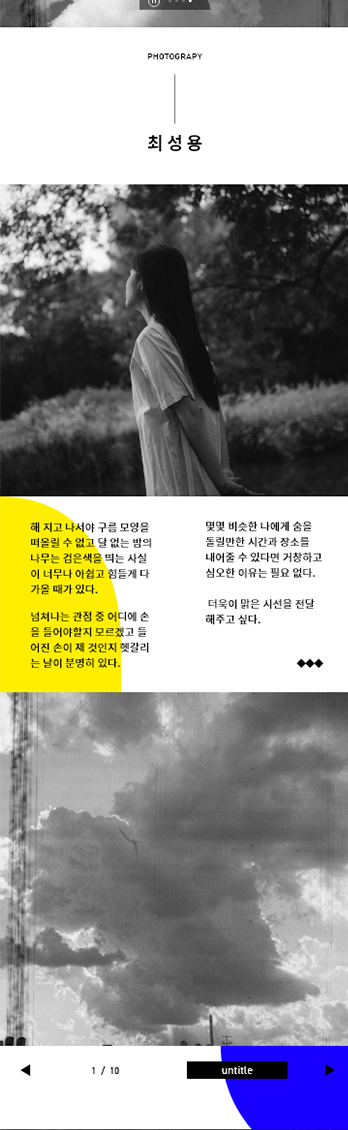 PHOTOGRAPY
최성용
해 지고 나서야 구름 모양을
떠올릴 수 없고 달 없는 밤의
나무는 검은색을 띄는 사실
이 너무나 아쉽고 힘들게 다
가올 때가 있다.
넘쳐나는 관점 중 어디에 손
을 들어야할지 모르겠고 들
어진 손이 제 것인지 헷갈리
는 날이 분명히 있다.
몇몇 비슷한 나에게 숨을
돌릴만한 시간과 장소를
내어줄 수 있다면 거창하고
심오한 이유는 필요 없다.
더욱이 맑은 시선을 전달
해주고 싶다.
1 / 10
untitle